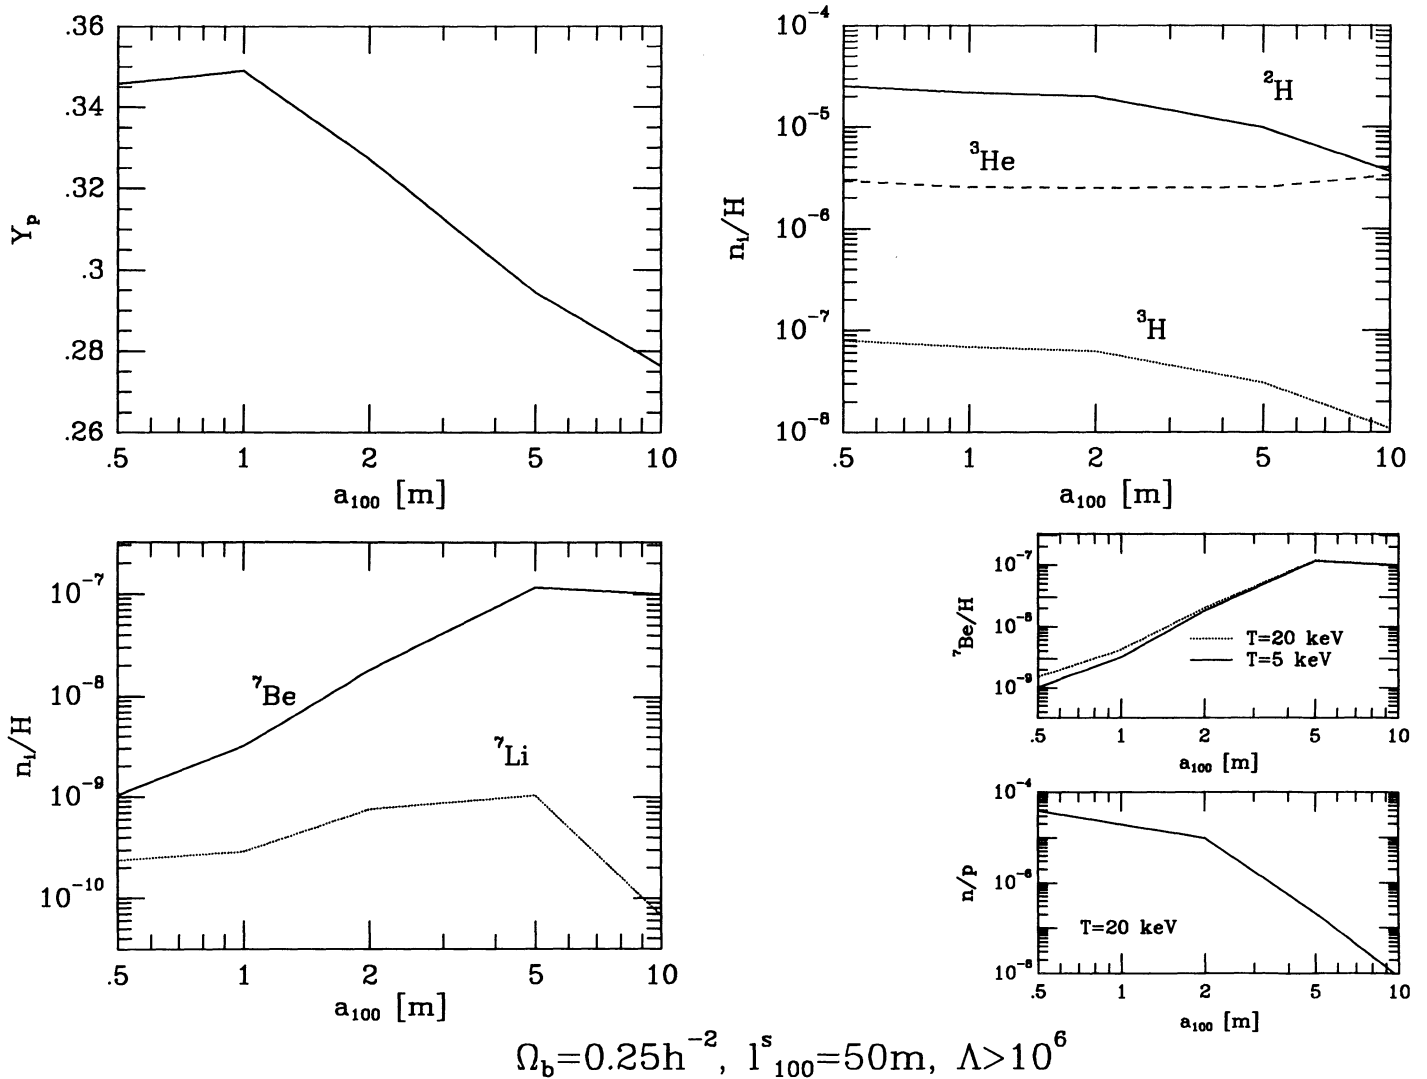 .36
.34
.32
.3
.28
.26
Y_p
.5 1 2 5 10
a_100 [m]
10^-4
10^-5
10^-6
10^-7
10^-8
n_i/H
^2H
^3He
^3H
.5 1 2 5 10
a_100 [m]
10^-7
10^-8
10^-9
10^-10
n_i/H
^7Be
^7Li
.5 1 2 5 10
a_100 [m]
10^-7
10^-8
10^-9
^7Be/H
T=20 keV
T=5 keV
.5 1 2 5 10
a_100 [m]
10^-4
10^-6
10^-7
10^-8
n/p
T=20 keV
.5 1 2 5 10
a_100 [m]
Ω_b=0.25h^-2, l^s_100=50m, Λ>10^6